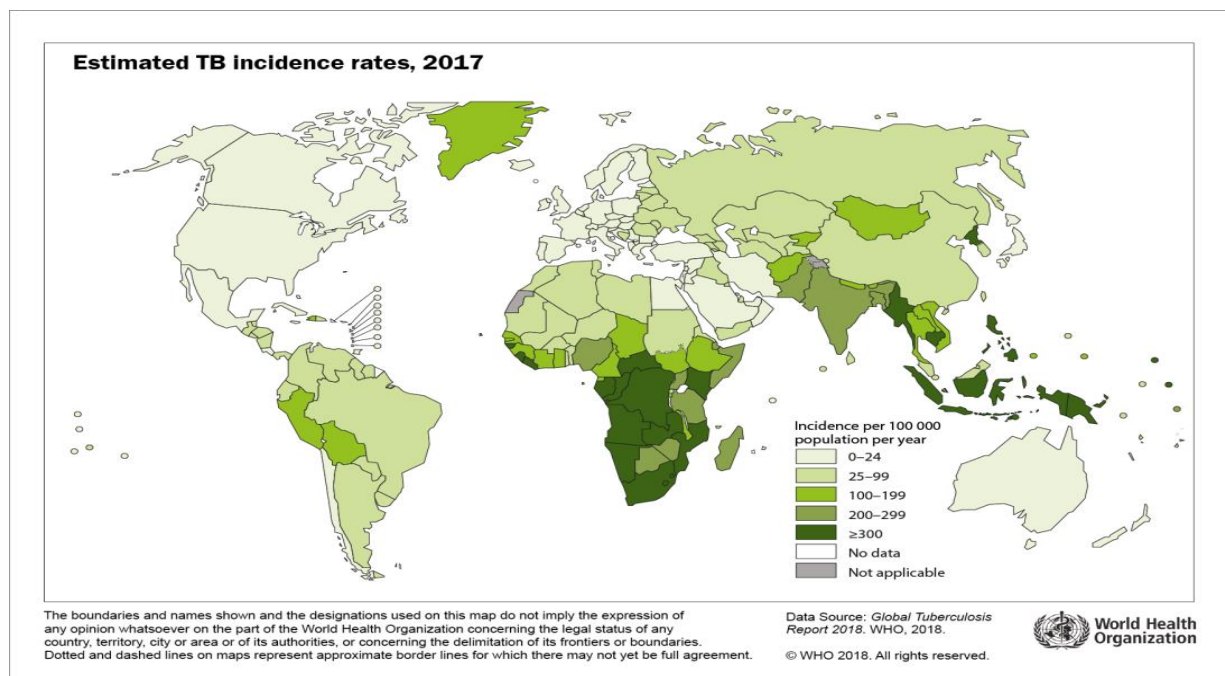 Estimated TB incidence rates, 2017
Incidence per 100 000
population per year
0–24
25–99
100–199
200–299
≥300
No data
Not applicable
The boundaries and names shown and the designations used on this map do not imply the expression of
any opinion whatsoever on the part of the World Health Organization concerning the legal status of any
country, territory, city or area or of its authorities, or concerning the delimitation of its frontiers or boundaries.
Dotted and dashed lines on maps represent approximate border lines for which there may not yet be full agreement.
Data Source: Global Tuberculosis
Report 2018. WHO, 2018.
© WHO 2018. All rights reserved.
World Health
Organization